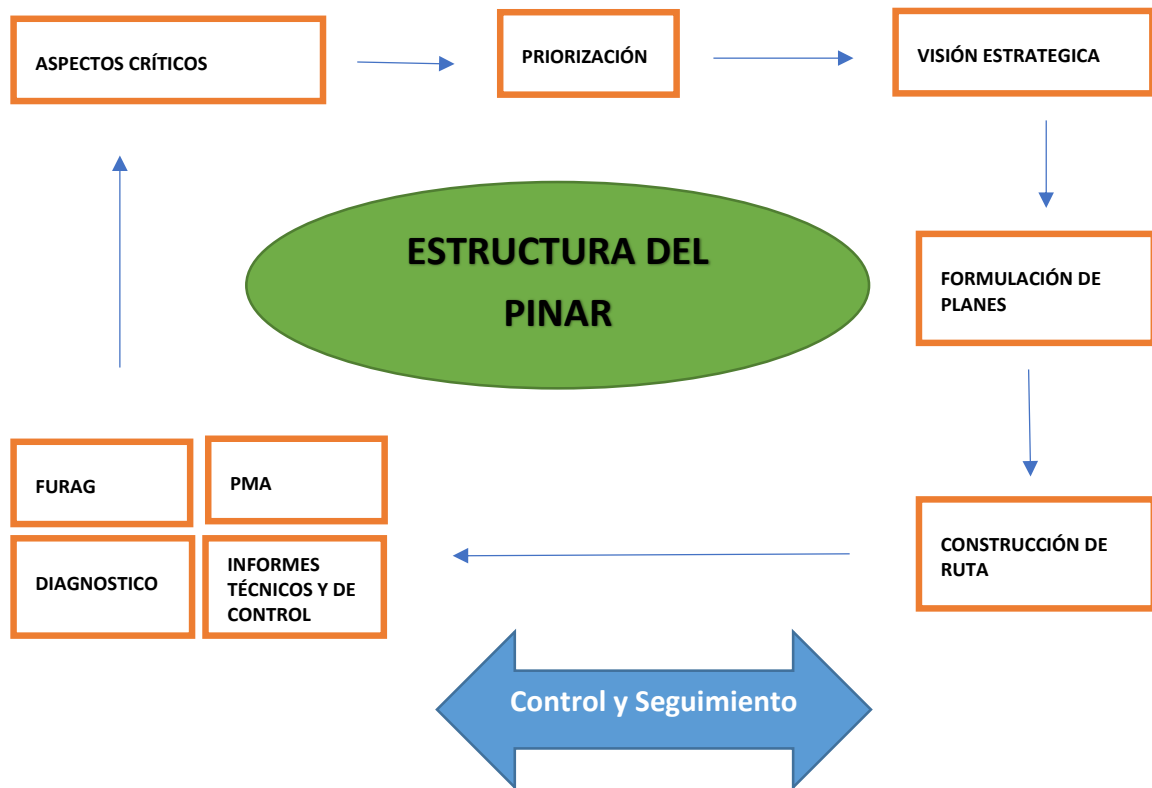 ASPECTOS CRÍTICOS
PRIORIZACIÓN
VISIÓN ESTRATEGICA
ESTRUCTURA DEL
PINAR
FORMULACIÓN DE
PLANES
FURAG
PMA
DIAGNOSTICO
INFORMES
TÉCNICOS Y DE
CONTROL
CONSTRUCCIÓN DE
RUTA
Control y Seguimiento